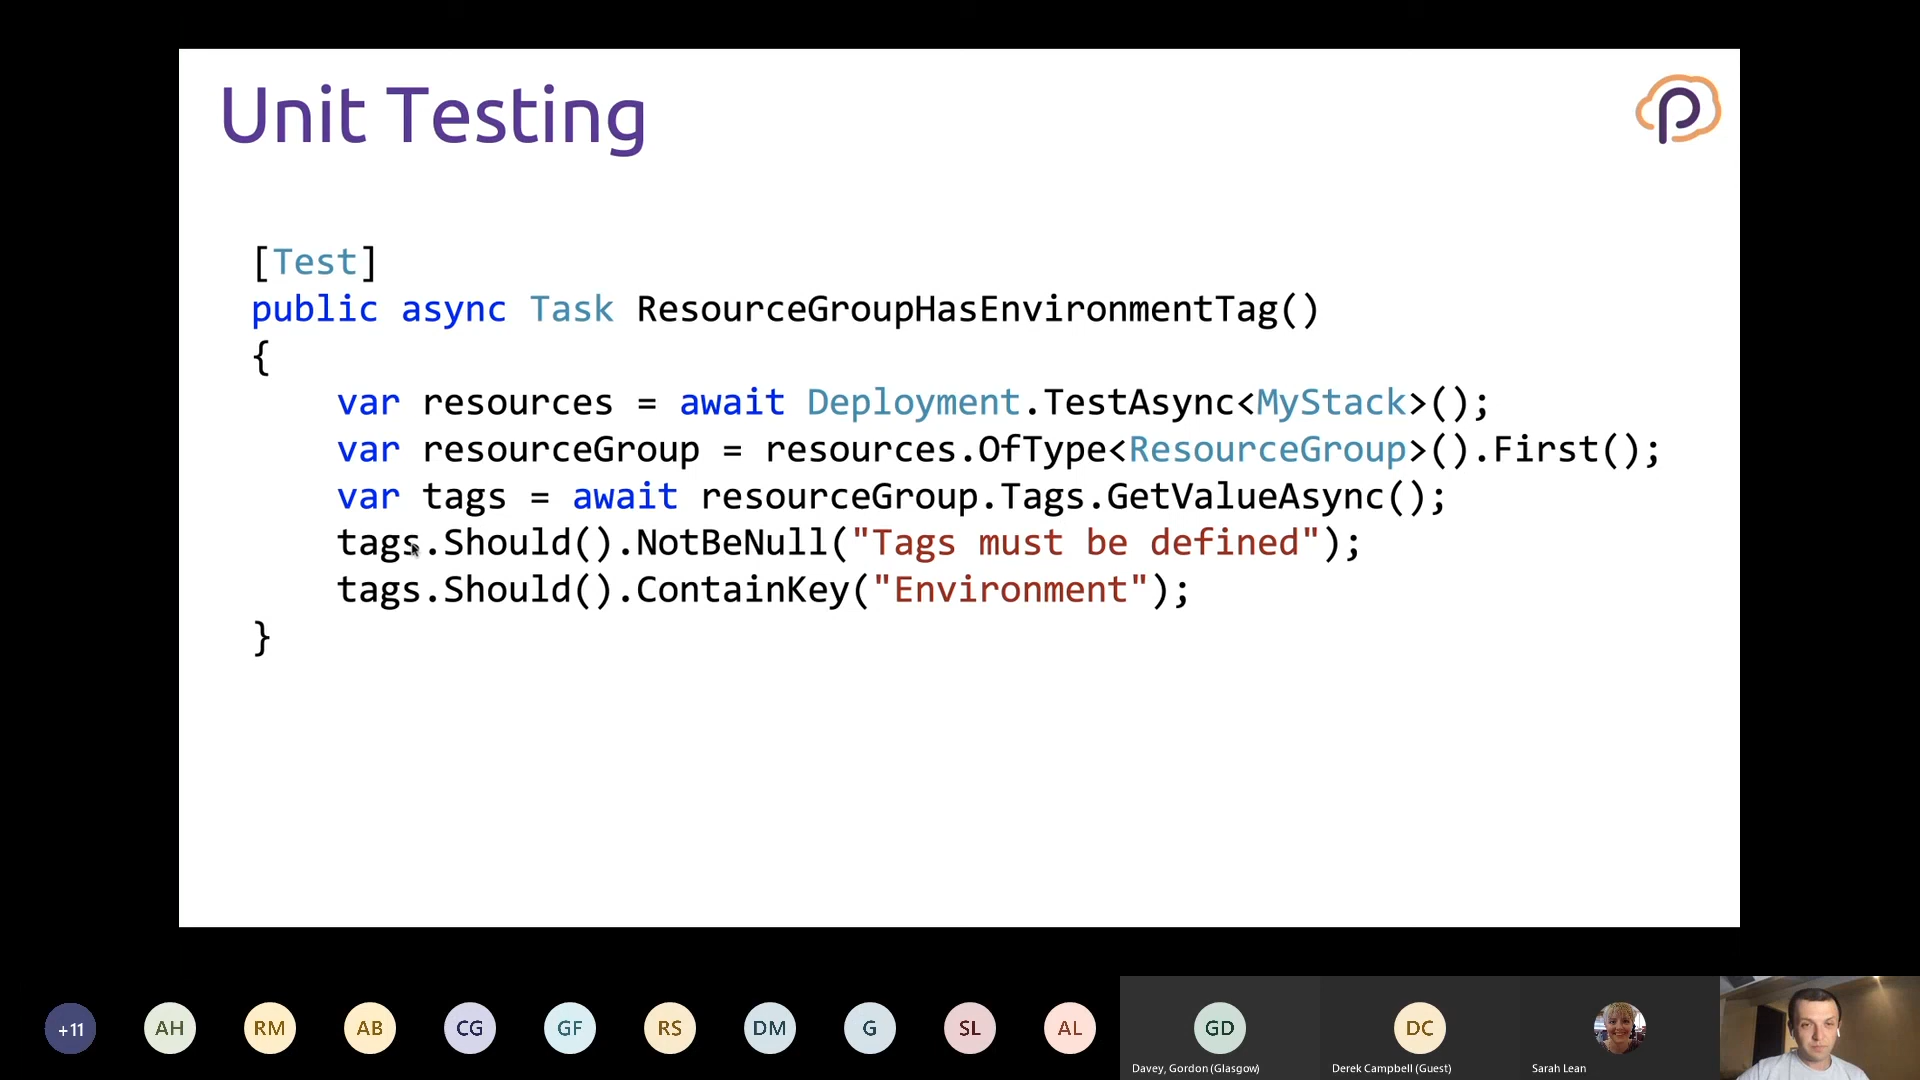 Unit Testing
[Test]
public async Task ResourceGroupHasEnvironmentTag()
{
var resources = await Deployment.TestAsync<MyStack>();
var resourceGroup = resources.OfType<ResourceGroup>().First();
var tags = await resourceGroup.Tags.GetValueAsync();
tags.Should().NotBeNull("Tags must be defined");
tags.Should().ContainKey("Environment");
}
+11 AH RM AB CG GF RS DM G SL AL GD DC
Davey, Gordon (Glasgow) Derek Campbell (Guest) Sarah Lean